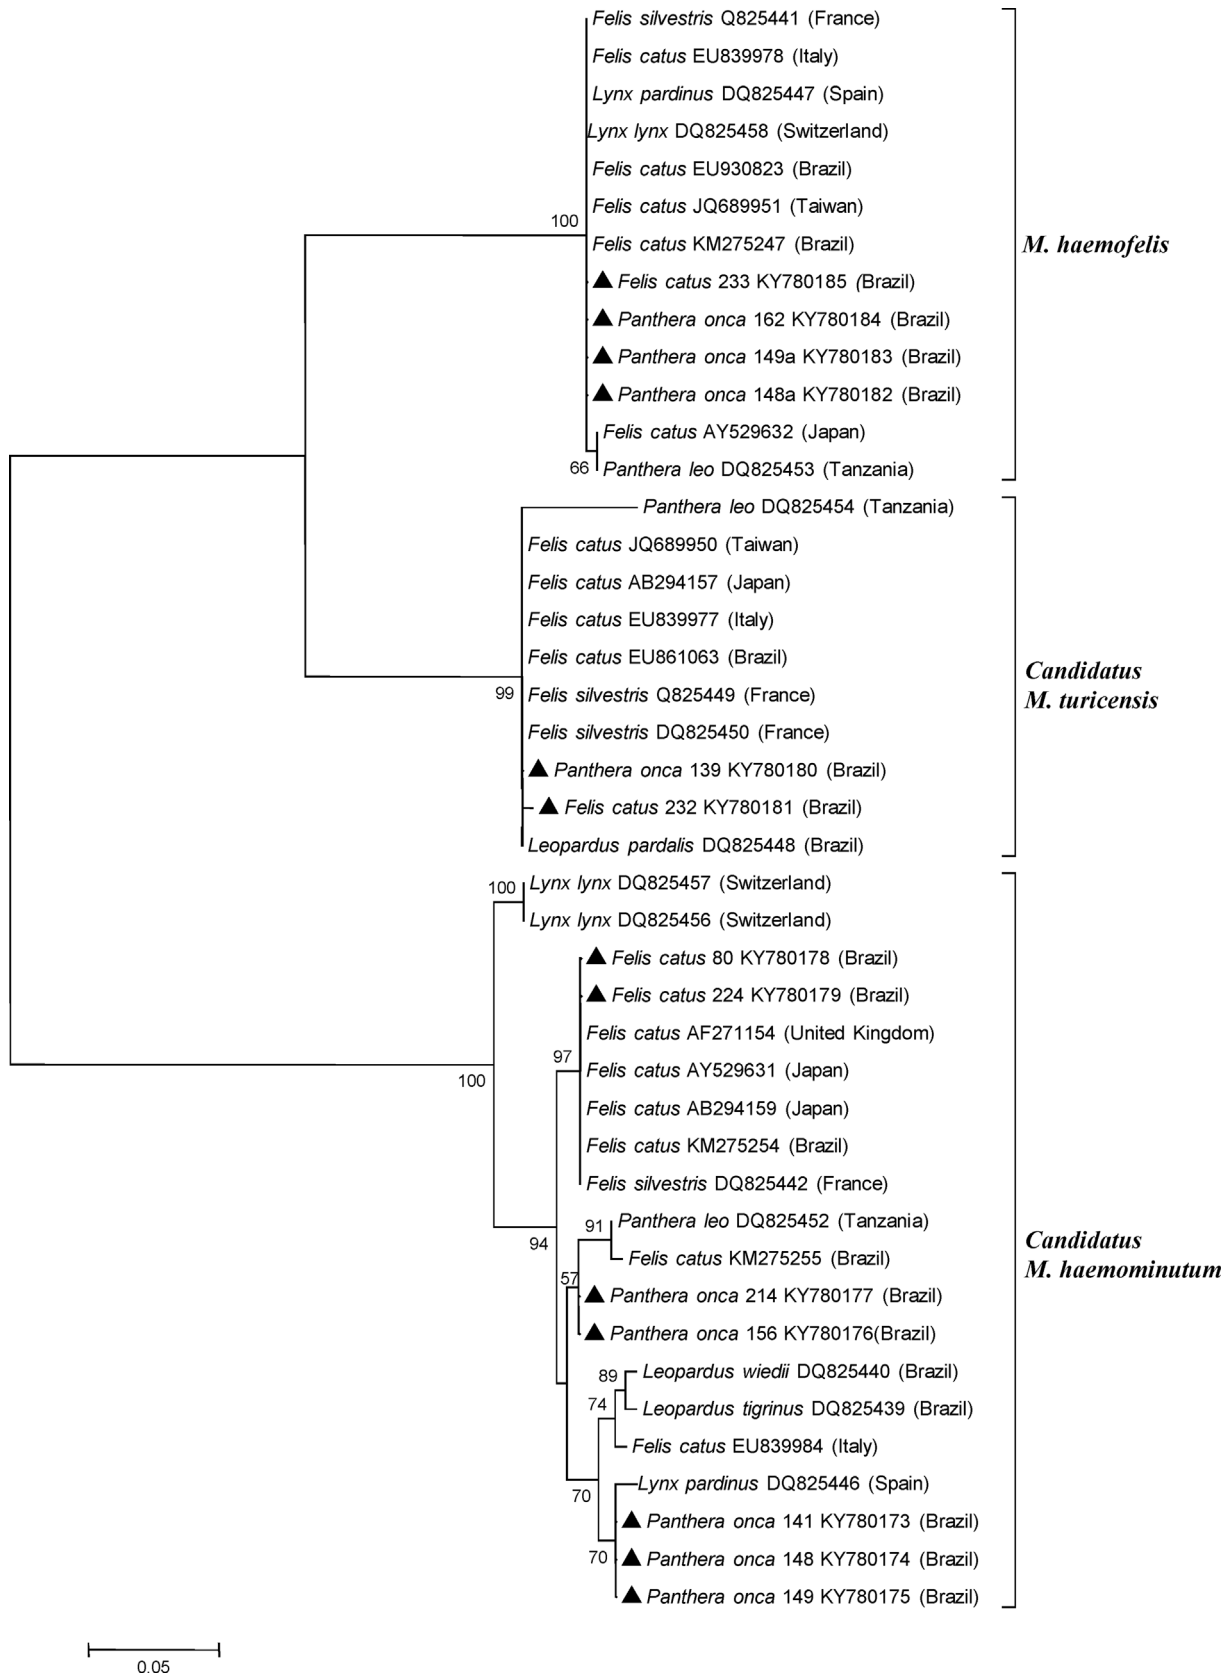 Felis silvestris Q825441 (France)
Felis catus EU839978 (Italy)
Lynx pardinus DQ825447 (Spain)
Lynx lynx DQ825458 (Switzerland)
Felis catus EU930823 (Brazil)
Felis catus JQ689951 (Taiwan)
100
Felis catus KM275247 (Brazil)
M. haemofelis
Felis catus 233 KY780185 (Brazil)
Panthera onca 162 KY780184 (Brazil)
Panthera onca 149a KY780183 (Brazil)
Panthera onca 148a KY780182 (Brazil)
Felis catus AY529632 (Japan)
66
Panthera leo DQ825453 (Tanzania)
Panthera leo DQ825454 (Tanzania)
Felis catus JQ689950 (Taiwan)
Felis catus AB294157 (Japan)
Felis catus EU839977 (Italy)
Felis catus EU861063 (Brazil)
Candidatus
M. turicensis
99
Felis silvestris Q825449 (France)
Felis silvestris DQ825450 (France)
Panthera onca 139 KY780180 (Brazil)
Felis catus 232 KY780181 (Brazil)
Leopardus pardalis DQ825448 (Brazil)
100
Lynx lynx DQ825457 (Switzerland)
Lynx lynx DQ825456 (Switzerland)
Felis catus 80 KY780178 (Brazil)
Felis catus 224 KY780179 (Brazil)
Felis catus AF271154 (United Kingdom)
97
Felis catus AY529631 (Japan)
100
Felis catus AB294159 (Japan)
Felis catus KM275254 (Brazil)
Felis silvestris DQ825442 (France)
91
Panthera leo DQ825452 (Tanzania)
94
Felis catus KM275255 (Brazil)
Candidatus
M. haemominutum
57
Panthera onca 214 KY780177 (Brazil)
Panthera onca 156 KY780176(Brazil)
89
Leopardus wiedii DQ825440 (Brazil)
74
Leopardus tigrinus DQ825439 (Brazil)
Felis catus EU839984 (Italy)
Lynx pardinus DQ825446 (Spain)
70
Panthera onca 141 KY780173 (Brazil)
70
Panthera onca 148 KY780174 (Brazil)
Panthera onca 149 KY780175 (Brazil)
0.05